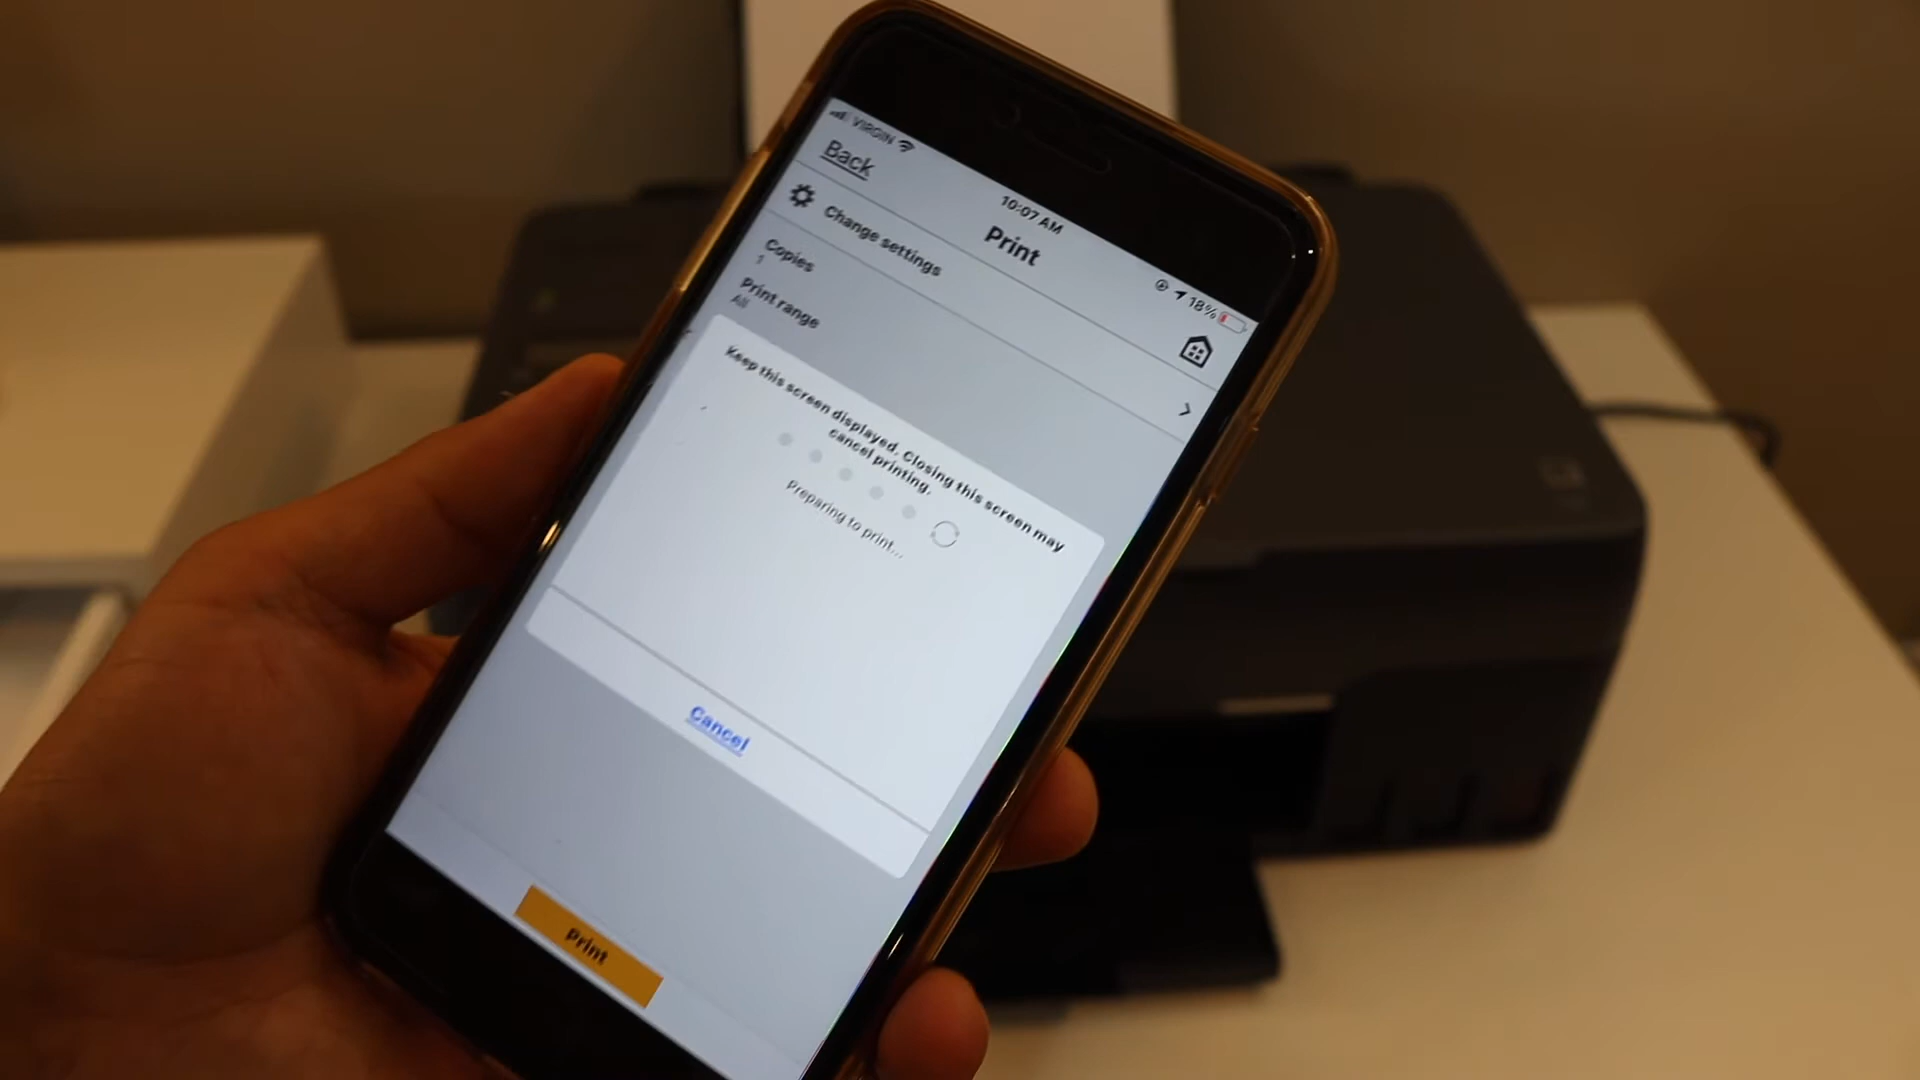 VIRGIN
10:07 AM
18%
Back
Print
Change settings
Copies
1
Print range
All
Keep this screen displayed. Closing this screen may
cancel printing.
Preparing to print...
Cancel
Print